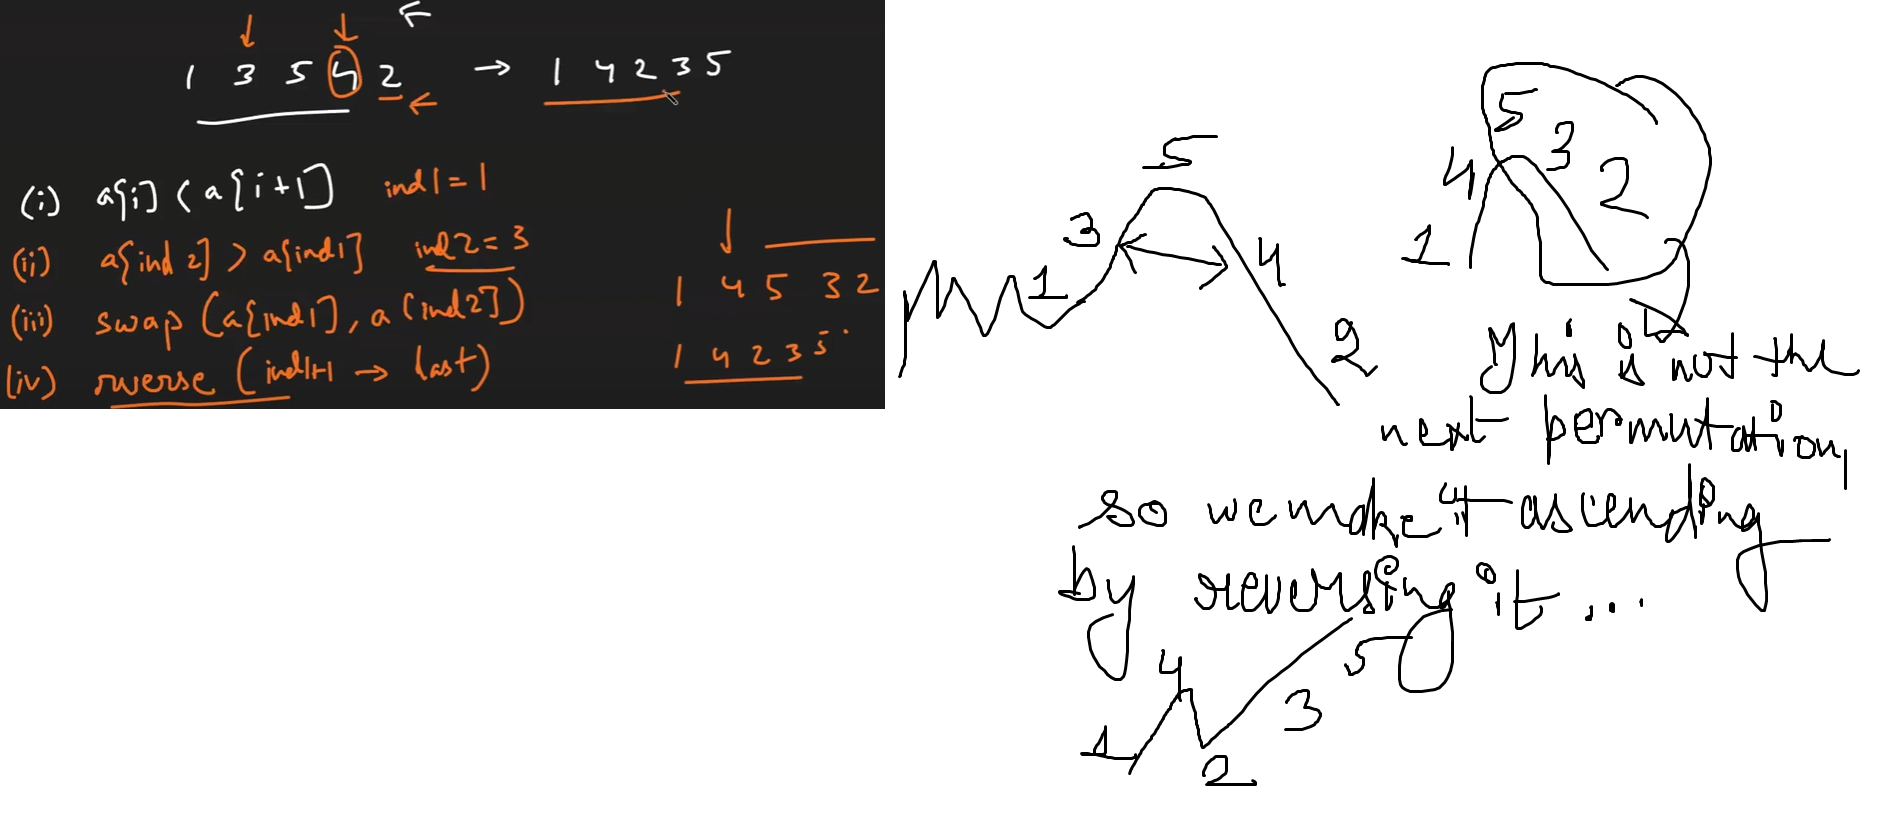 1 3 5 4 2 → 1 4 2 3 5
(i) a[i] < a[i+1] ind1 = 1
(ii) a[ind2] > a[ind1] ind2 = 3
(iii) swap (a[ind1], a[ind2])
(iv) reverse (ind1+1 → last)
1 4 5 3 2
1 4 2 3 5
1 3 5 4 2
1 4 5 3 2
This is not the
next permutation,
so we make it ascending
by reversing it ...
1 4 2 3 5